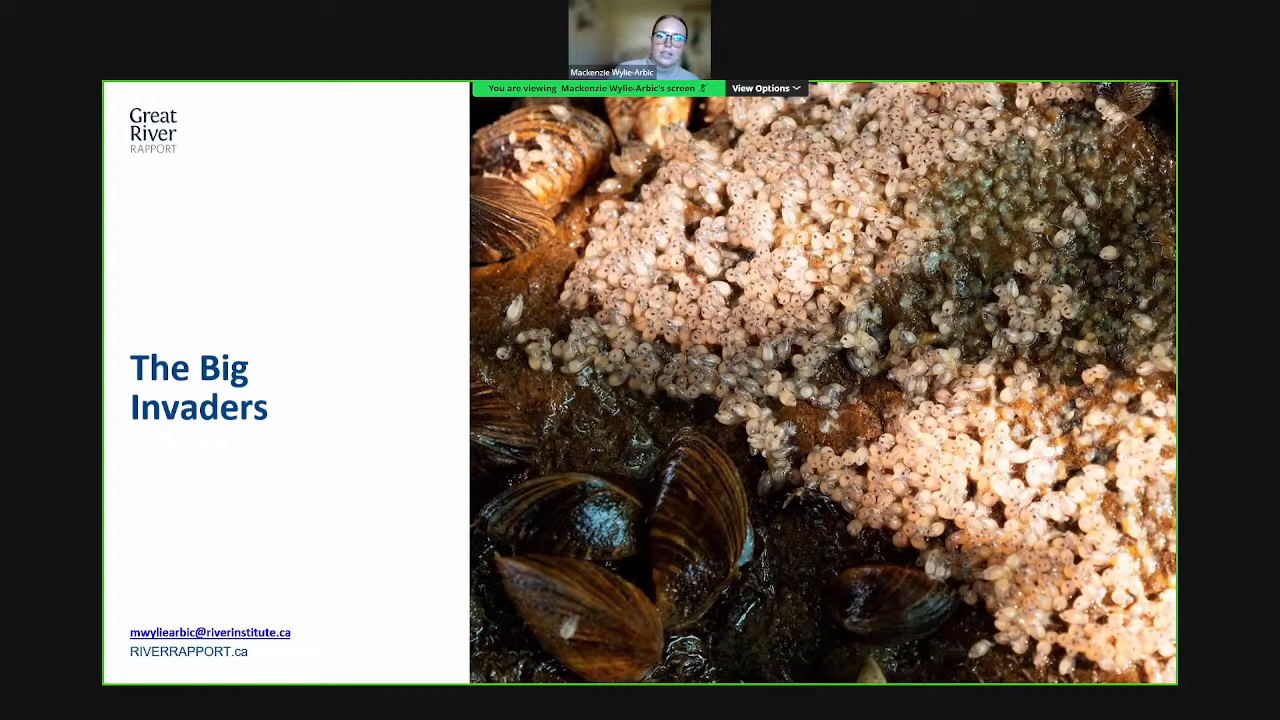 Mackenzie Wylie-Arbic
You are viewing Mackenzie Wylie-Arbic's screen
View Options
Great
River
RAPPORT
The Big
Invaders
mwyliearbic@riverinstitute.ca
RIVERRAPPORT.ca